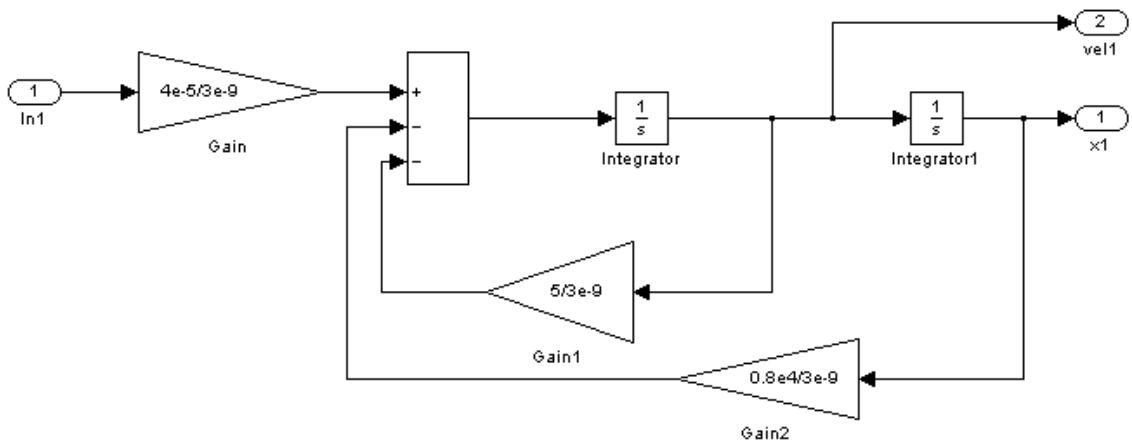 2
vel1
1
In1
4e-5/3e-9
Gain
+
−
−
1
s
Integrator
1
s
Integrator1
1
x1
5/3e-9
Gain1
0.8e4/3e-9
Gain2